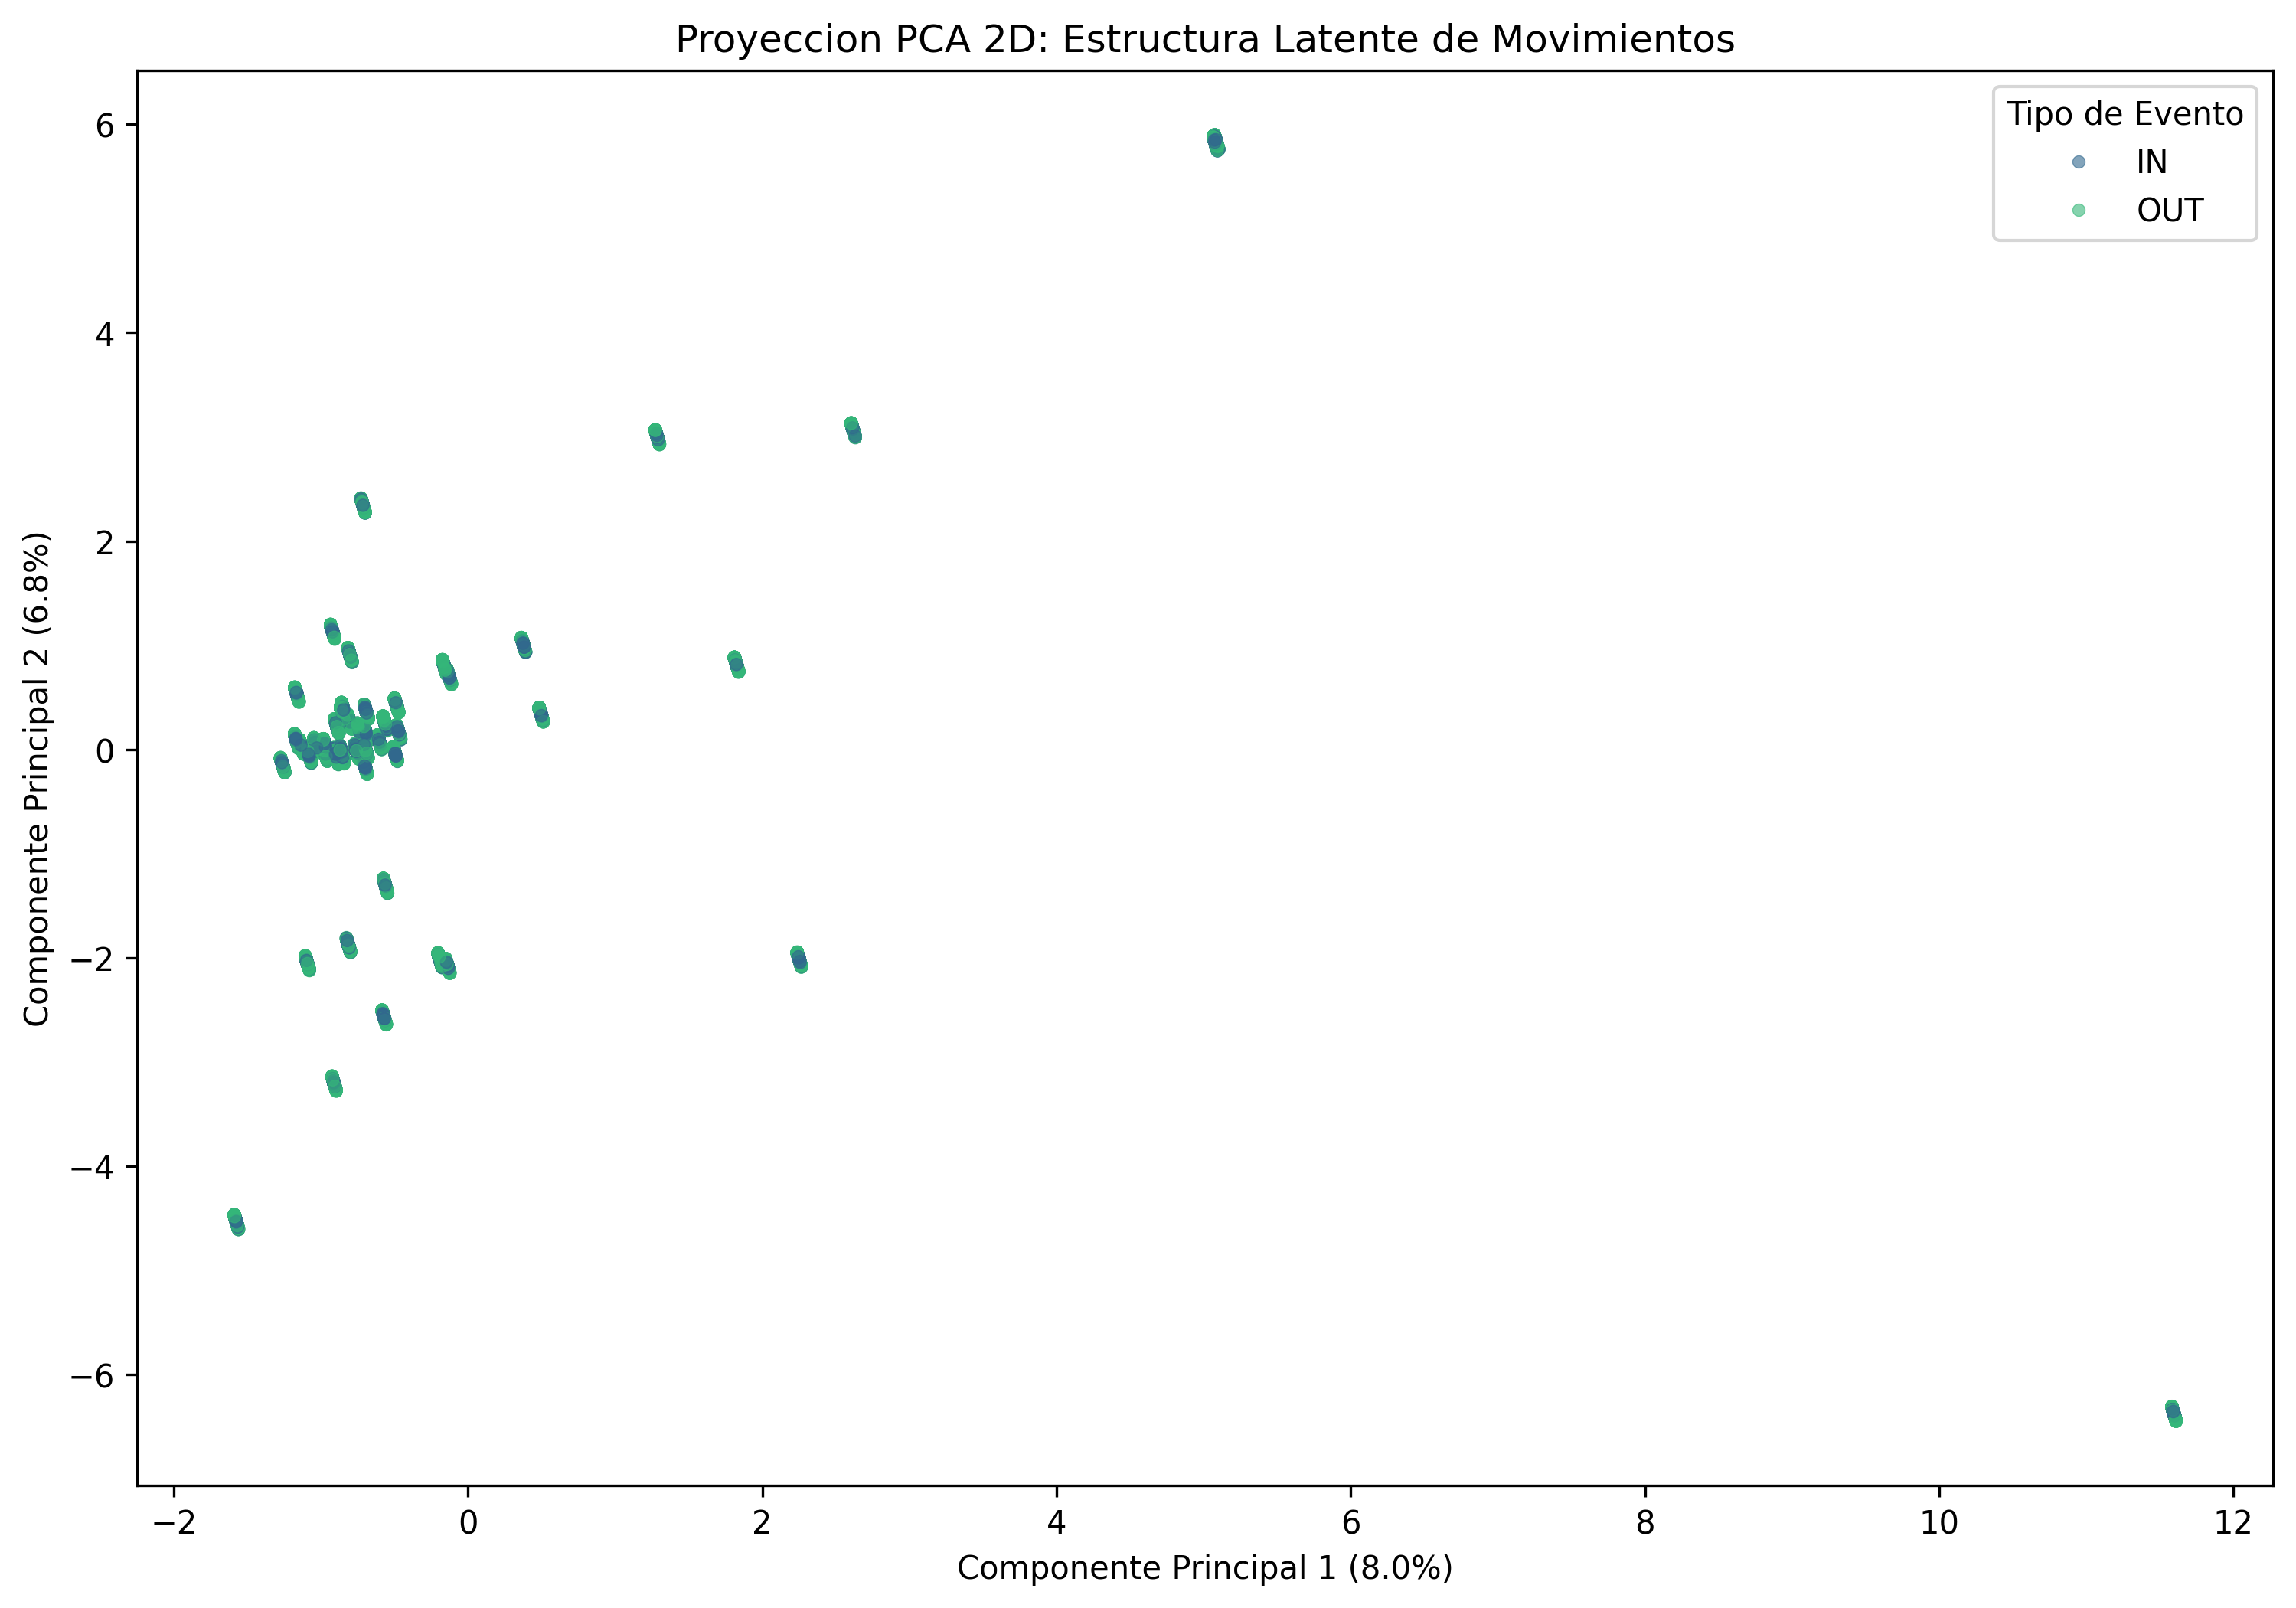 Proyeccion PCA 2D: Estructura Latente de Movimientos
Tipo de Evento
IN
OUT
6
4
2
0
−2
−4
−6
Componente Principal 2 (6.8%)
−2
0
2
4
6
8
10
12
Componente Principal 1 (8.0%)